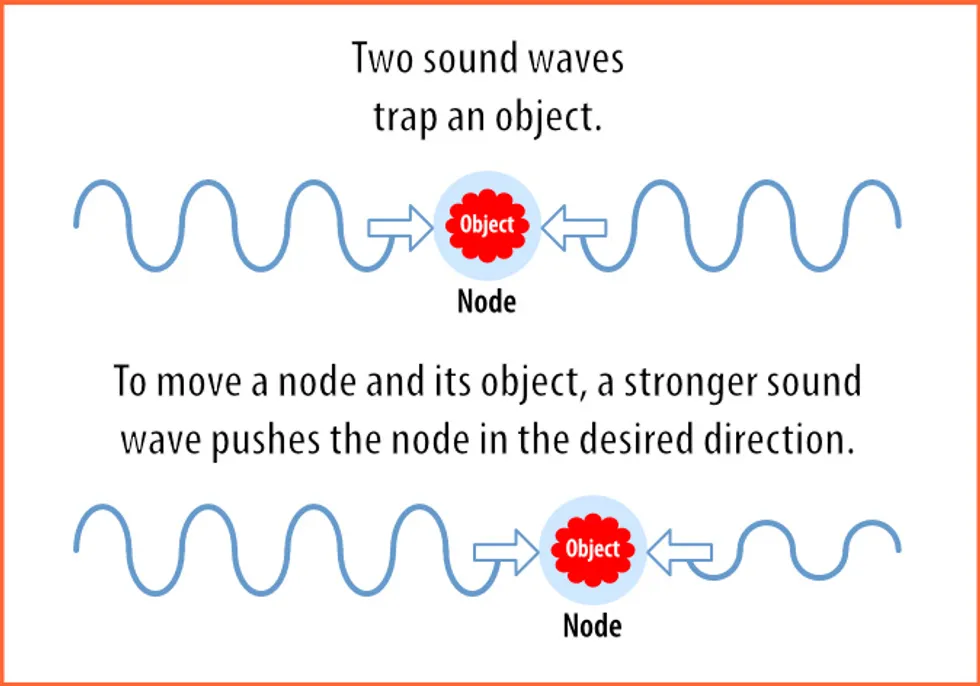 Two sound waves
trap an object.
Object
Node
To move a node and its object, a stronger sound
wave pushes the node in the desired direction.
Object
Node